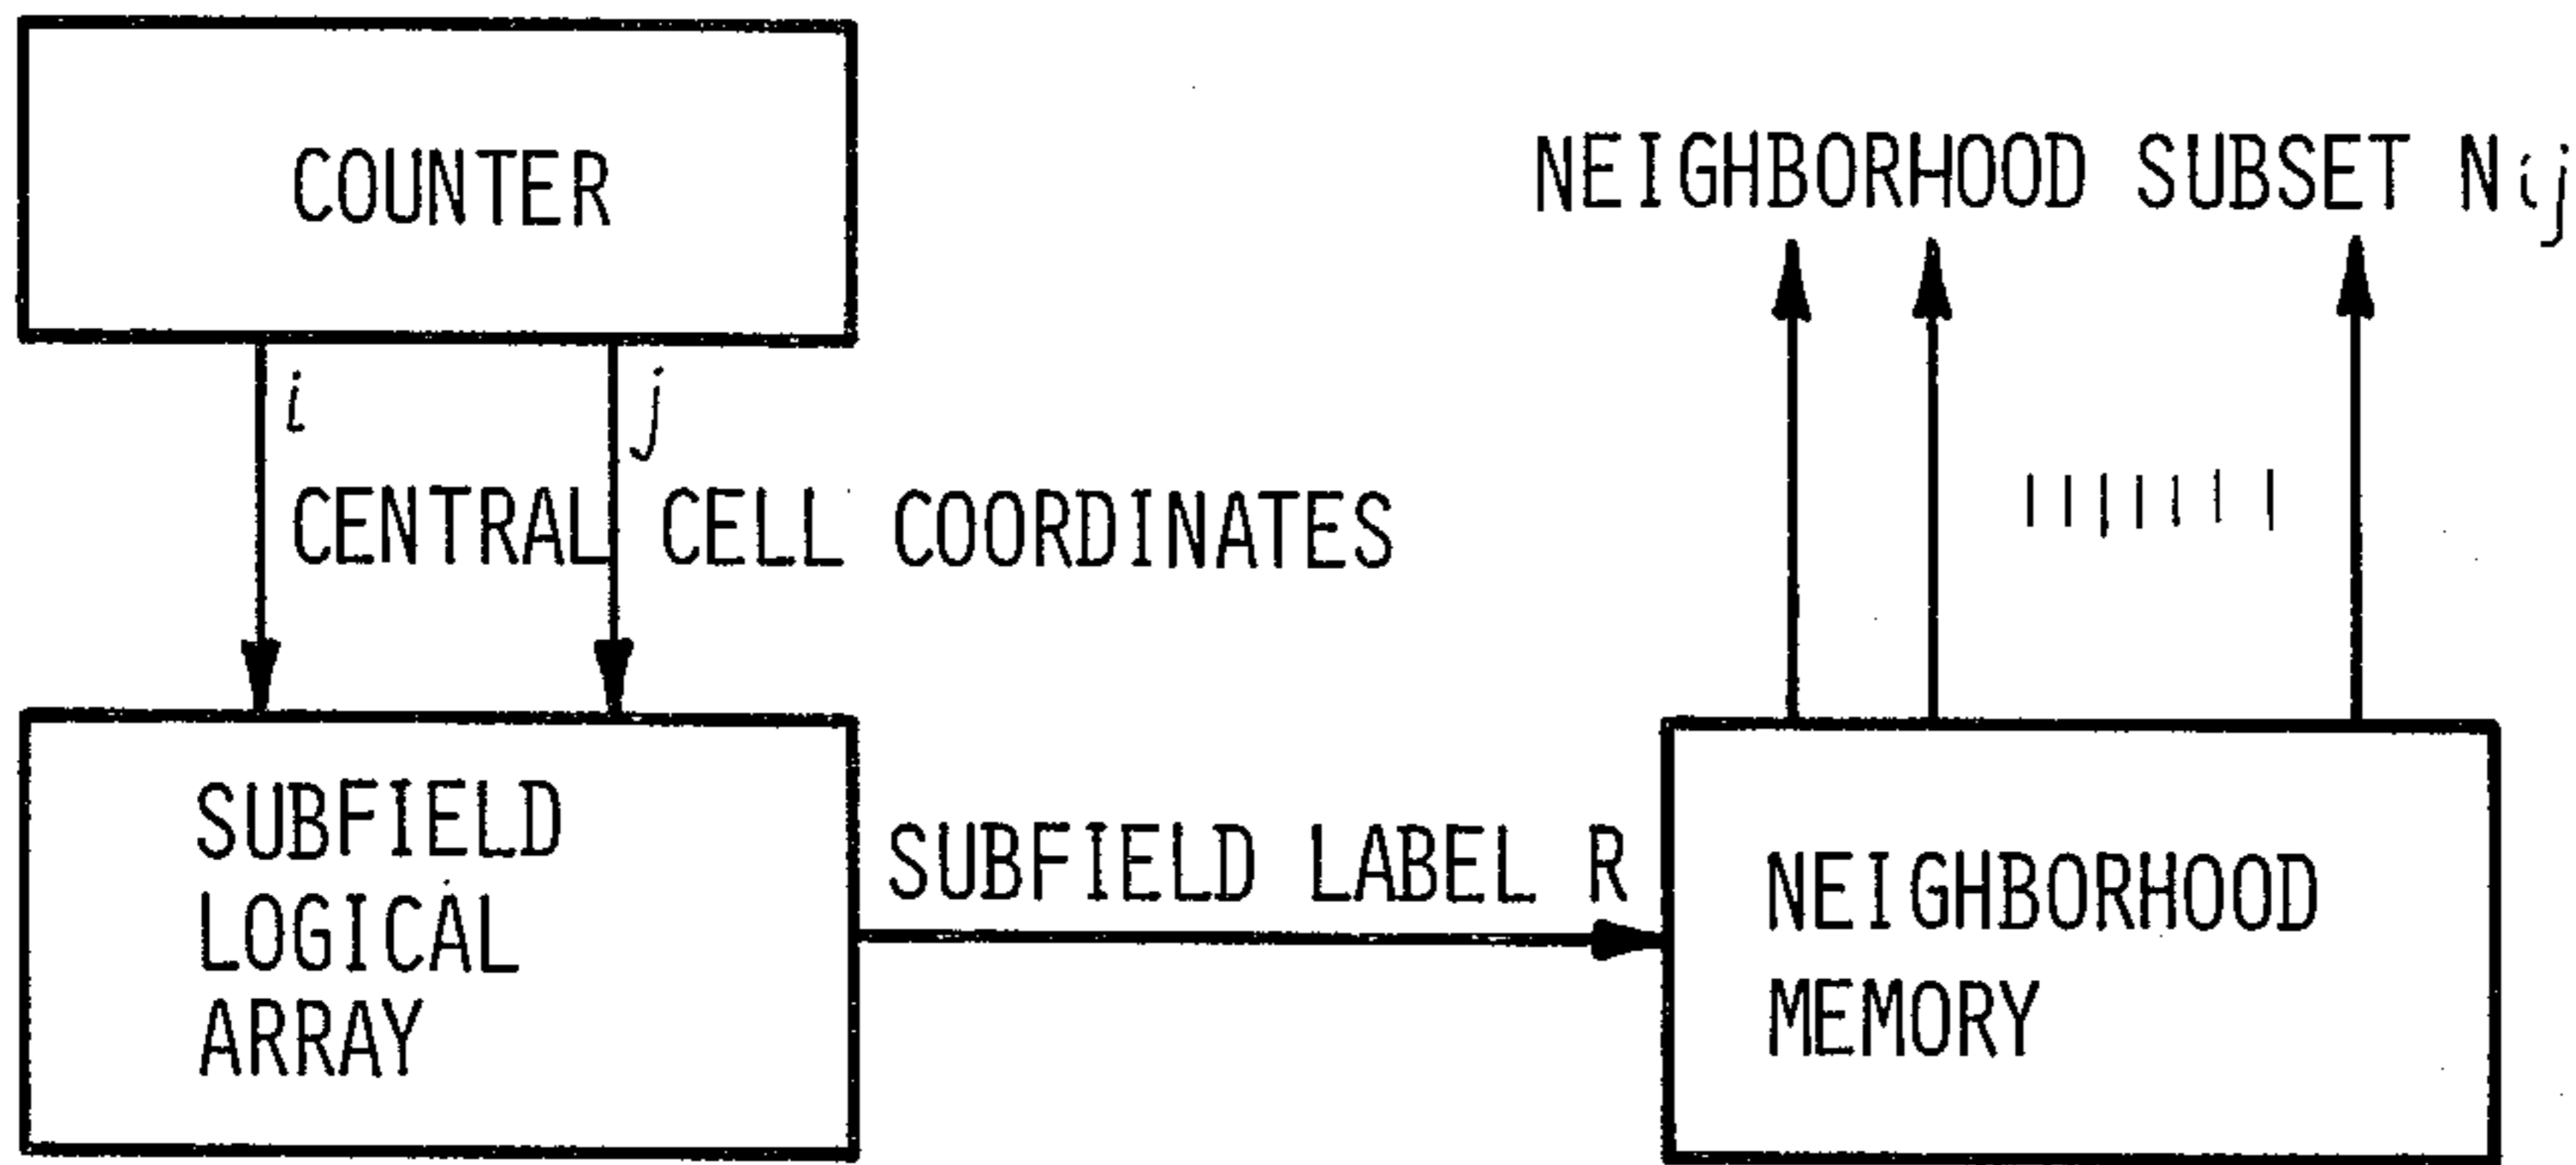 COUNTER
NEIGHBORHOOD SUBSET Nij
i
j
CENTRAL CELL COORDINATES
SUBFIELD
LOGICAL
ARRAY
SUBFIELD LABEL R
NEIGHBORHOOD
MEMORY